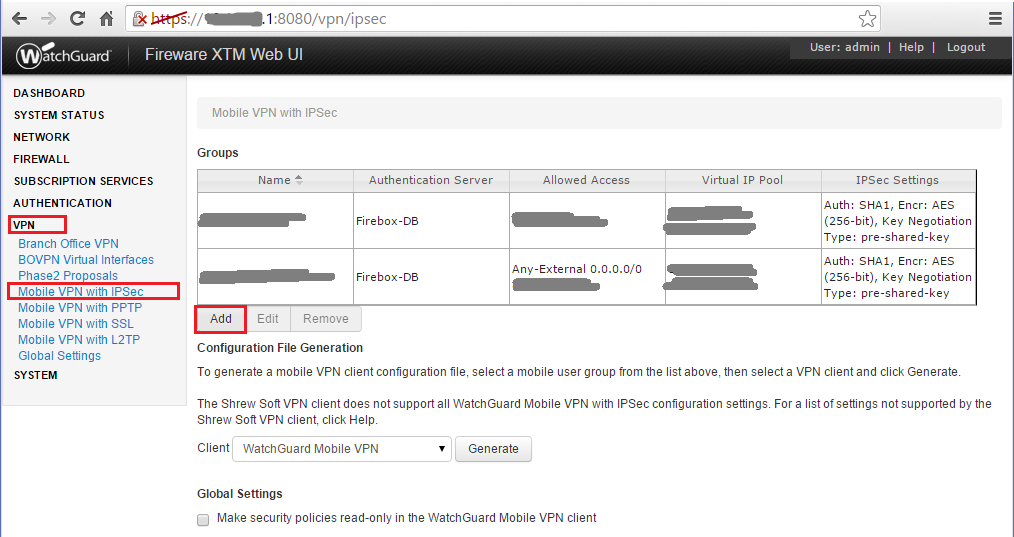 https://.1:8080/vpn/ipsec
WatchGuard Fireware XTM Web UI User: admin | Help | Logout
DASHBOARD
SYSTEM STATUS
NETWORK
FIREWALL
SUBSCRIPTION SERVICES
AUTHENTICATION
VPN
Branch Office VPN
BOVPN Virtual Interfaces
Phase2 Proposals
Mobile VPN with IPSec
Mobile VPN with PPTP
Mobile VPN with SSL
Mobile VPN with L2TP
Global Settings
SYSTEM
Mobile VPN with IPSec
Groups
Name Authentication Server Allowed Access Virtual IP Pool IPSec Settings
Firebox-DB
Auth: SHA1, Encr: AES
(256-bit), Key Negotiation
Type: pre-shared-key
Firebox-DB
Any-External 0.0.0.0/0
Auth: SHA1, Encr: AES
(256-bit), Key Negotiation
Type: pre-shared-key
Add Edit Remove
Configuration File Generation
To generate a mobile VPN client configuration file, select a mobile user group from the list above, then select a VPN client and click Generate.
The Shrew Soft VPN client does not support all WatchGuard Mobile VPN with IPSec configuration settings. For a list of settings not supported by the
Shrew Soft VPN client, click Help.
Client WatchGuard Mobile VPN Generate
Global Settings
Make security policies read-only in the WatchGuard Mobile VPN client